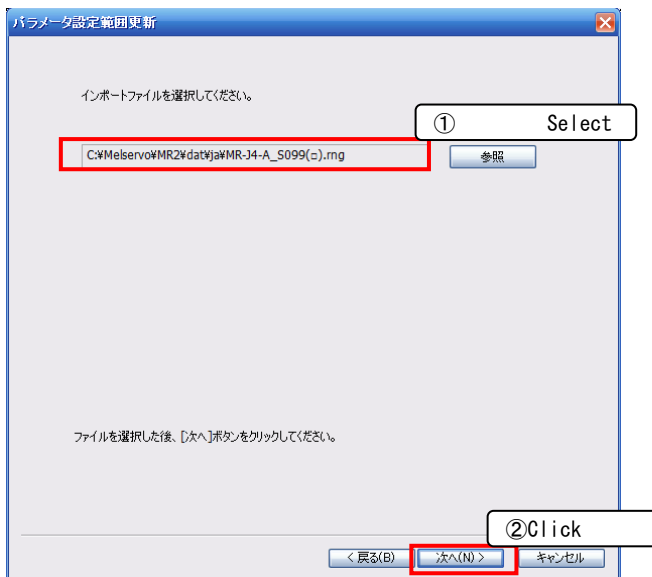 パラメータ設定範囲更新
インポートファイルを選択してください。
① Select
C:¥Melservo¥MR2¥dat¥ja¥MR-J4-A_S099(□).rng
参照
ファイルを選択した後、[次へ]ボタンをクリックしてください。
②Click
< 戻る(B)
次へ(N) >
キャンセル